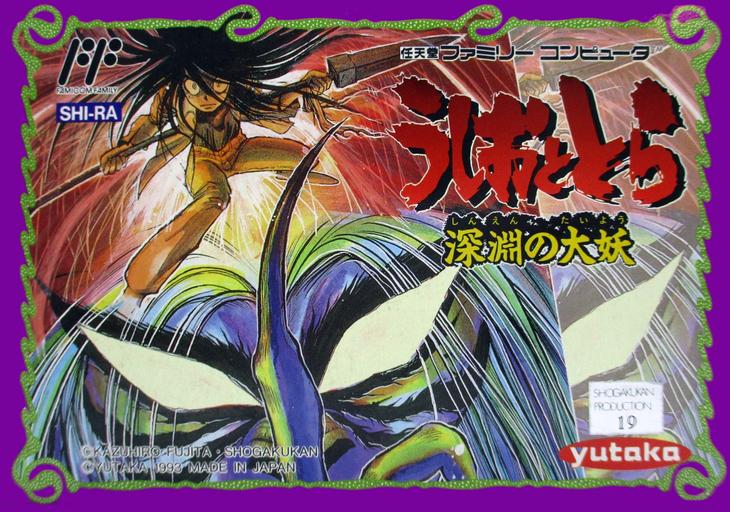 FAMICOM FAMILY
SHI-RA
任天堂 ファミリー コンピュータ™
うしおととら
しんえん たいよう
深淵の大妖
SHOGAKUKAN
PRODUCTION
19
yutaka
©KAZUHIRO FUJITA・SHOGAKUKAN
©YUTAKA 1993 MADE IN JAPAN